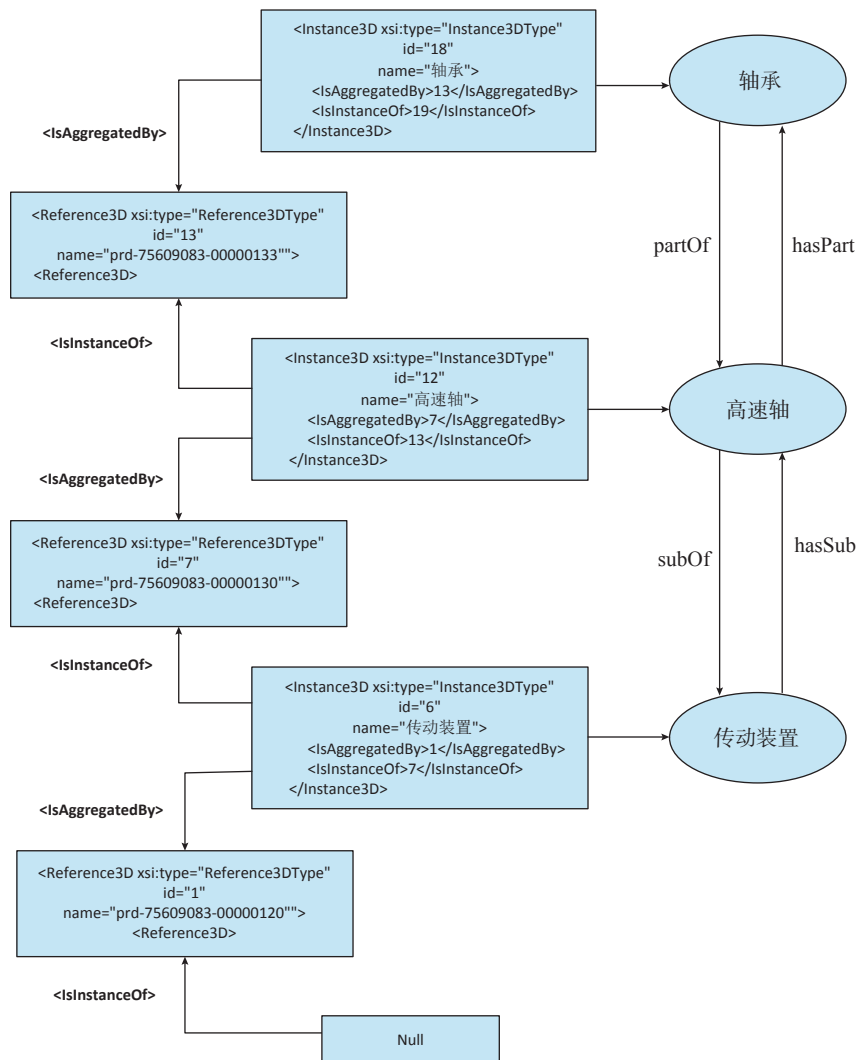 <Instance3D xsi:type="Instance3DType"
id="18"
name="轴承">
<IsAggregatedBy>13</IsAggregatedBy>
<IsInstanceOf>19</IsInstanceOf>
</Instance3D>
轴承
<IsAggregatedBy>
<Reference3D xsi:type="Reference3DType"
id="13"
name="prd-75609083-00000133"">
<Reference3D>
partOf
hasPart
<IsInstanceOf>
<Instance3D xsi:type="Instance3DType"
id="12"
name="高速轴">
<IsAggregatedBy>7</IsAggregatedBy>
<IsInstanceOf>13</IsInstanceOf>
</Instance3D>
高速轴
<IsAggregatedBy>
<Reference3D xsi:type="Reference3DType"
id="7"
name="prd-75609083-00000130"">
<Reference3D>
subOf
hasSub
<IsInstanceOf>
<Instance3D xsi:type="Instance3DType"
id="6"
name="传动装置">
<IsAggregatedBy>1</IsAggregatedBy>
<IsInstanceOf>7</IsInstanceOf>
</Instance3D>
传动装置
<IsAggregatedBy>
<Reference3D xsi:type="Reference3DType"
id="1"
name="prd-75609083-00000120"">
<Reference3D>
<IsInstanceOf>
Null